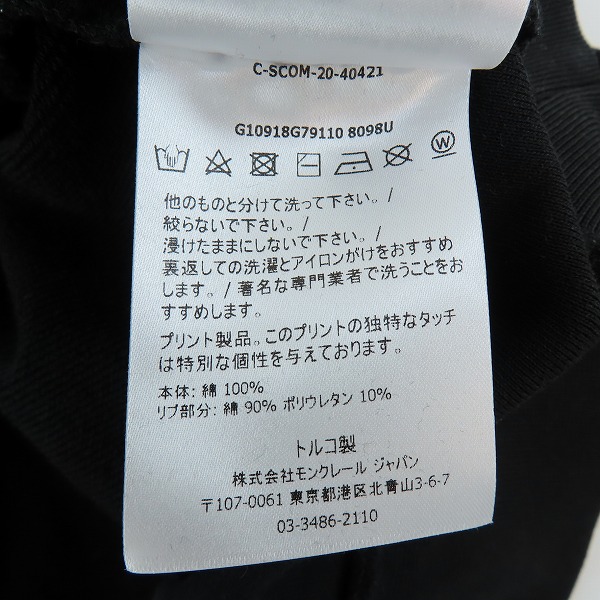 C-SCOM-20-40421
G10918G79110 8098U
W
他のものと分けて洗って下さい。/
絞らないで下さい。/
浸けたままにしないで下さい。/
裏返しての洗濯とアイロンがけをおすすめ
します。/ 著名な専門業者で洗うことをお
すすめします。
プリント製品。このプリントの独特なタッチ
は特別な個性を与えております。
本体: 綿 100%
リブ部分: 綿 90% ポリウレタン 10%
トルコ製
株式会社モンクレール ジャパン
〒107-0061 東京都港区北青山3-6-7
03-3486-2110